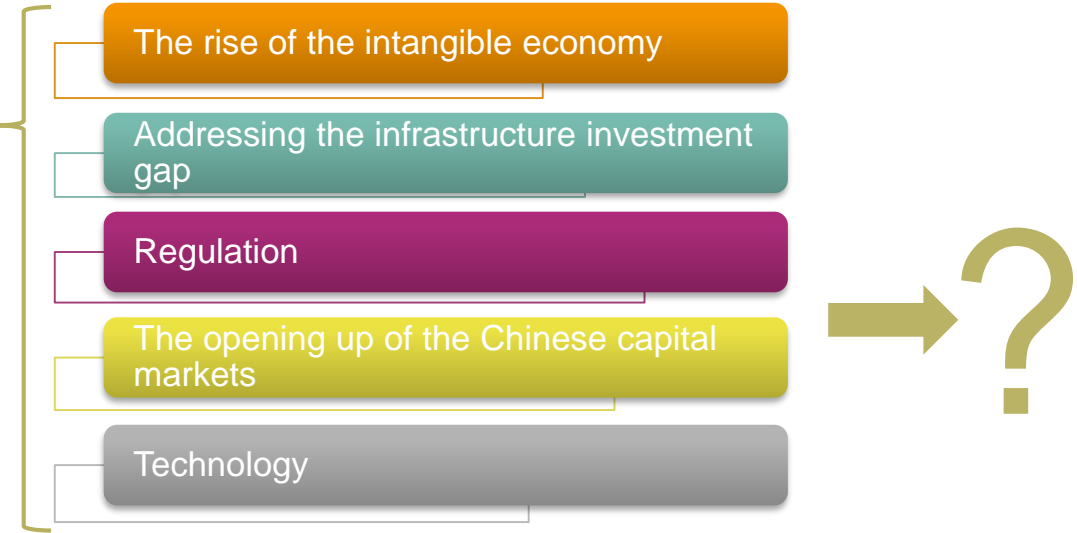 The rise of the intangible economy
Addressing the infrastructure investment
gap
Regulation
The opening up of the Chinese capital
markets
Technology
?